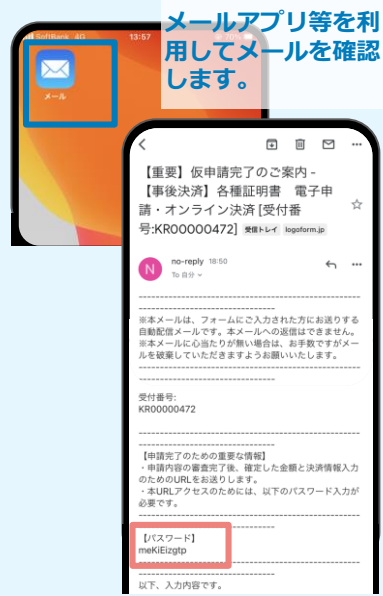 メールアプリ等を利
用してメールを確認
します。
SoftBank 4G
13:57
70%
メール
【重要】仮申請完了のご案内 -
【事後決済】各種証明書　電子申
請・オンライン決済 [受付番
号:KR00000472] 受信トレイ logoform.jp
N
no-reply 18:50
To 自分
--------------------------------------------------------
----------------------------------
※本メールは、フォームにご入力された方にお送りする
自動配信メールです。本メールへの返信はできません。
※本メールに心当たりが無い場合は、お手数ですがメー
ルを破棄していただきますようお願いいたします。
--------------------------------------------------------
----------------------------------
受付番号:
KR00000472
--------------------------------------------------------
----------------------------------
【申請完了のための重要な情報】
・申請内容の審査完了後、確定した金額と決済情報入力
のためのURLをお送りします。
・本URLアクセスのためには、以下のパスワード入力が
必要です。
--------------------------------------------------------
----------------------------------
【パスワード】
meKiEizgtp
--------------------------------------------------------
----------------------------------
以下、入力内容です。